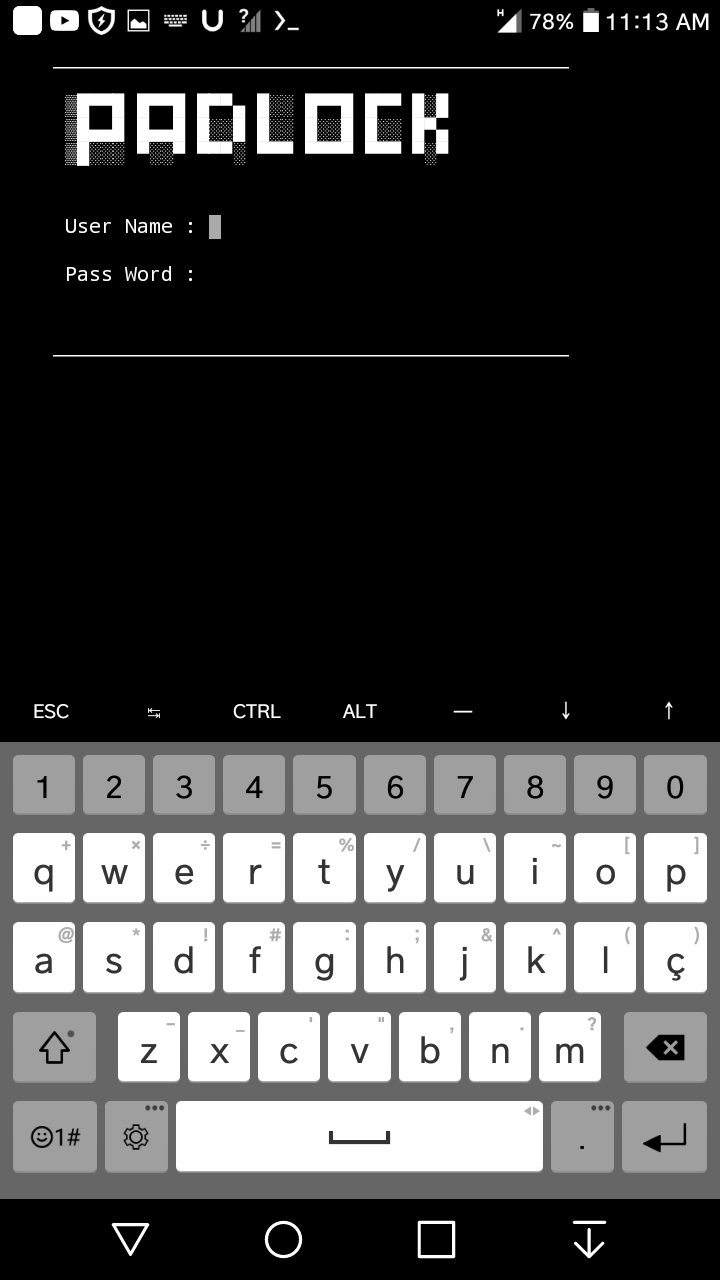 H 78% 11:13 AM
PADLOCK
User Name :
Pass Word :
ESC ↹ CTRL ALT — ↓ ↑
1 2 3 4 5 6 7 8 9 0
+ × ÷ = % / \ ~ [ ]
q w e r t y u i o p
@ * ! # : ; & ^ ( )
a s d f g h j k l ç
- _ ' " , . ?
z x c v b n m
1# .